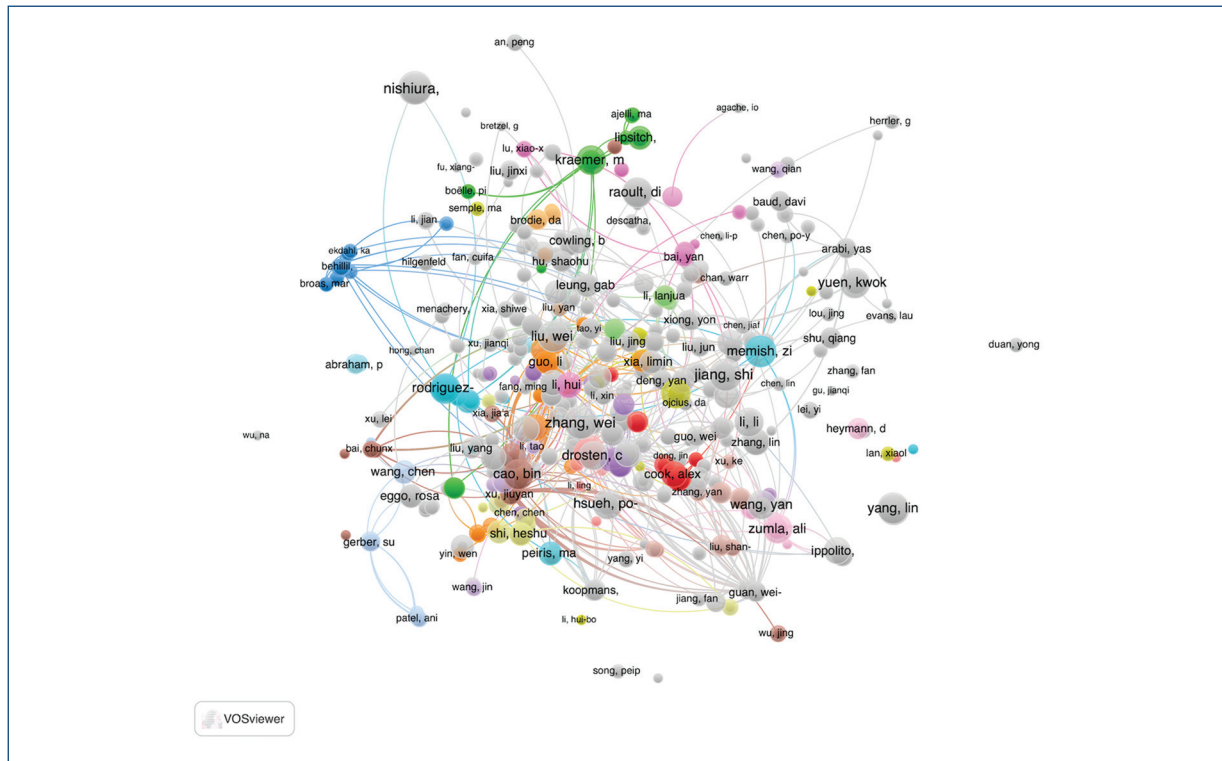 an, peng
nishiura,
ajelli, ma
agache, io
bretzel, g
lipsitch,
herrler, g
lu, xiao-x
kraemer, m
fu, xiang-
liu, jinxi
wang, qian
boëlle, pi
raoult, di
semple, ma
baud, davi
li, jian
brodie, da
descatha,
cowling, b
chen, li-p
chen, po-y
ekdahl, ka
arabi, yas
behillil,
hilgenfeld
fan, cuifa
hu, shaohu
bai, yan
chan, warr
broas, mar
leung, gab
yuen, kwok
li, lanjua
menachery,
xia, shiwe
liu, yan
xiong, yon
chen, jiaf
lou, jing
evans, lau
tao, yi
liu, wei
liu, jing
xu, jianqi
liu, jun
shu, qiang
duan, yong
hong, chan
memish, zi
abraham, p
guo, li
xia, limin
zhang, fan
fang, ming
jiang, shi
rodriguez-
li, hui
deng, yan
chen, lin
gu, jianqi
li, xin
ojcius, da
xu, lei
xia, jia'a
lei, yi
zhang, wei
li, li
wu, na
guo, wei
heymann, d
bai, chunx
liu, yang
li, tao
zhang, lin
drosten, c
dong, jin
lan, xiaol
xu, ke
wang, chen
cao, bin
cook, alex
li, ling
zhang, yan
eggo, rosa
xu, jiuyan
hsueh, po-
wang, yan
yang, lin
chen, chen
shi, heshu
zumla, ali
gerber, su
yin, wen
peiris, ma
yang, yi
liu, shan-
ippolito,
wang, jin
koopmans,
jiang, fan
guan, wei-
patel, ani
li, hui-bo
wu, jing
song, peip
VOSviewer